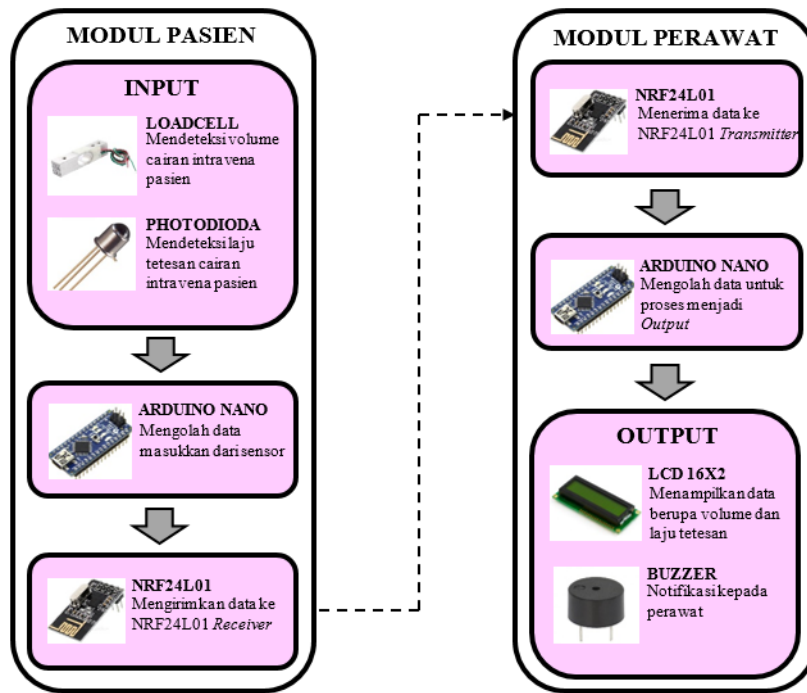 MODUL PASIEN
INPUT
LOADCELL
Mendeteksi volume
cairan intravena
pasien
PHOTODIODA
Mendeteksi laju
tetesan cairan
intravena pasien
ARDUINO NANO
Mengolah data
masukkan dari sensor
NRF24L01
Mengirimkan data ke
NRF24L01 Receiver
MODUL PERAWAT
NRF24L01
Menerima data ke
NRF24L01 Transmitter
ARDUINO NANO
Mengolah data untuk
proses menjadi
Output
OUTPUT
LCD 16X2
Menampilkan data
berupa volume dan
laju tetesan
BUZZER
Notifikasi kepada
perawat